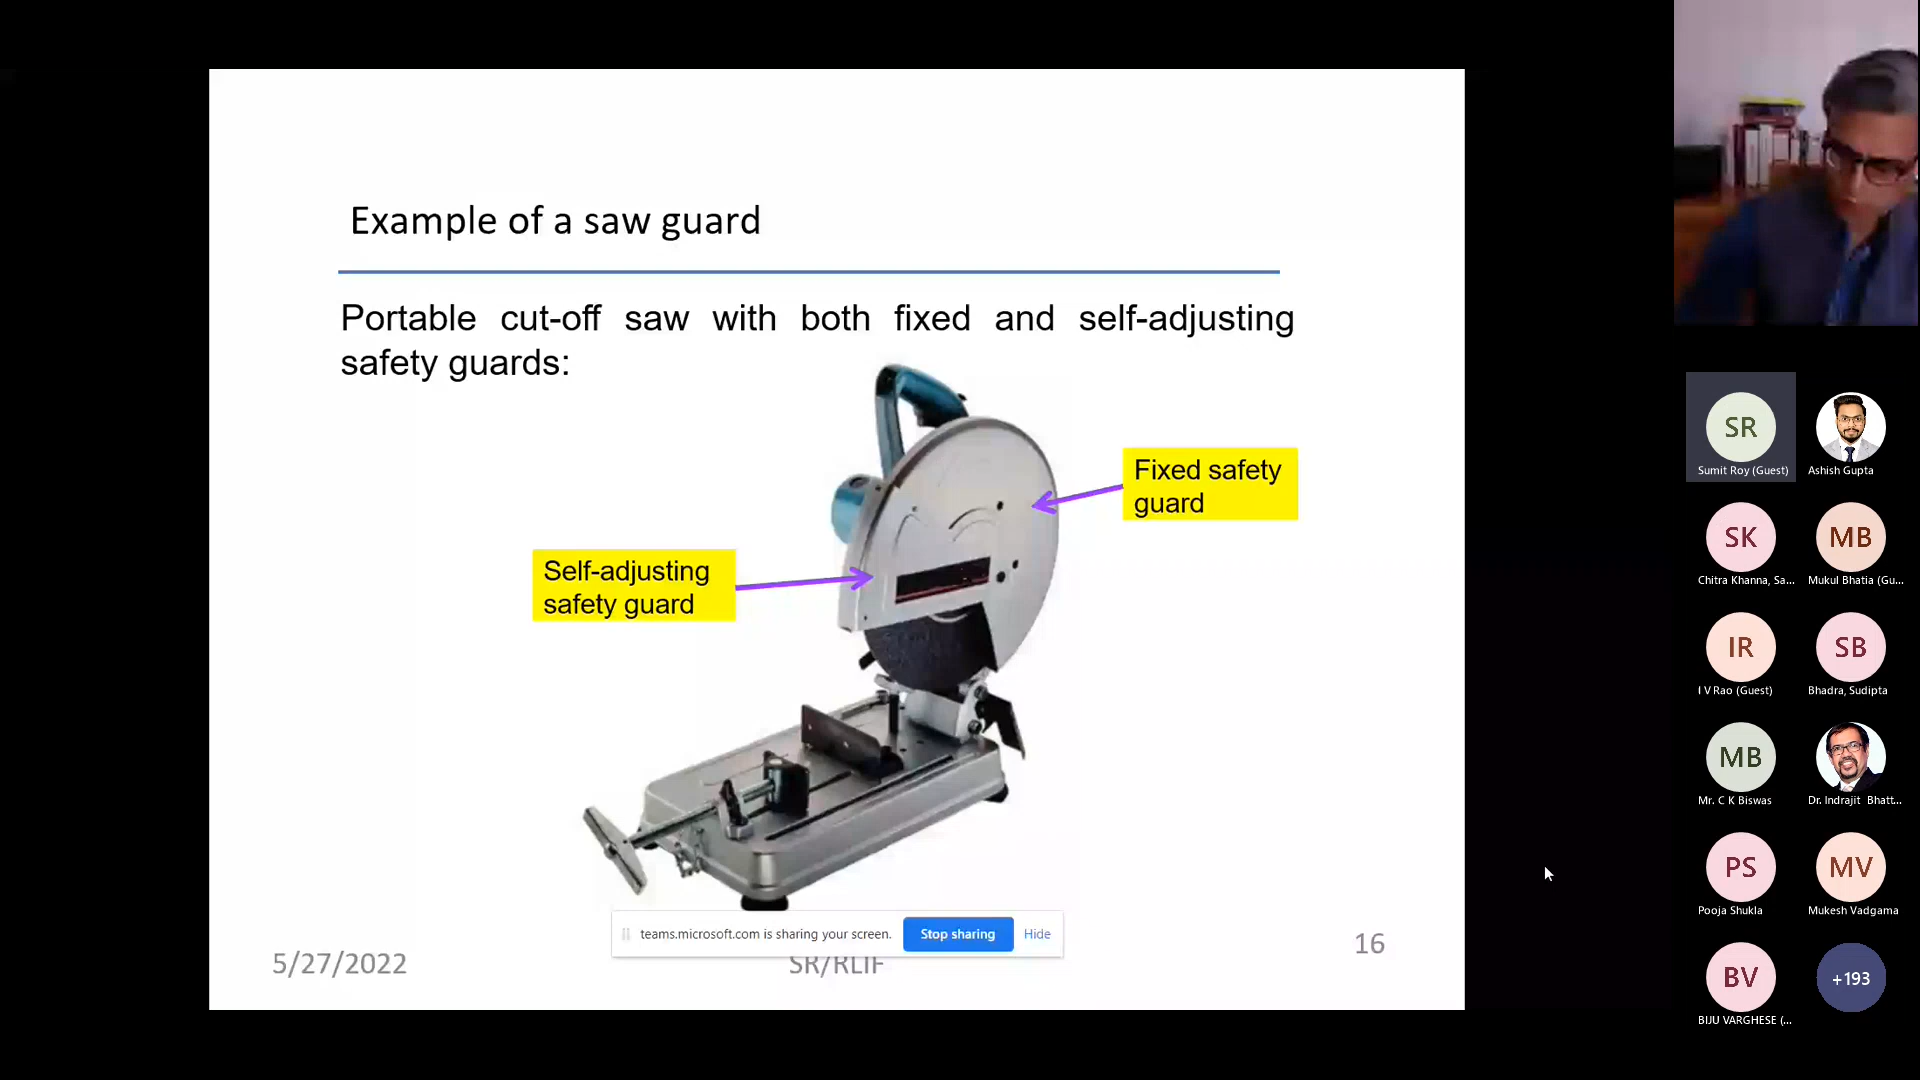 Example of a saw guard
Portable cut-off saw with both fixed and self-adjusting
safety guards:
Fixed safety
guard
Self-adjusting
safety guard
teams.microsoft.com is sharing your screen.
Stop sharing
Hide
5/27/2022
SR/RLIF
16
SR
Sumit Roy (Guest)
Ashish Gupta
SK
Chitra Khanna, Sa...
MB
Mukul Bhatia (Gu...
IR
I V Rao (Guest)
SB
Bhadra, Sudipta
MB
Mr. C K Biswas
Dr. Indrajit Bhatt...
PS
Pooja Shukla
MV
Mukesh Vadgama
BV
BIJU VARGHESE (...
+193